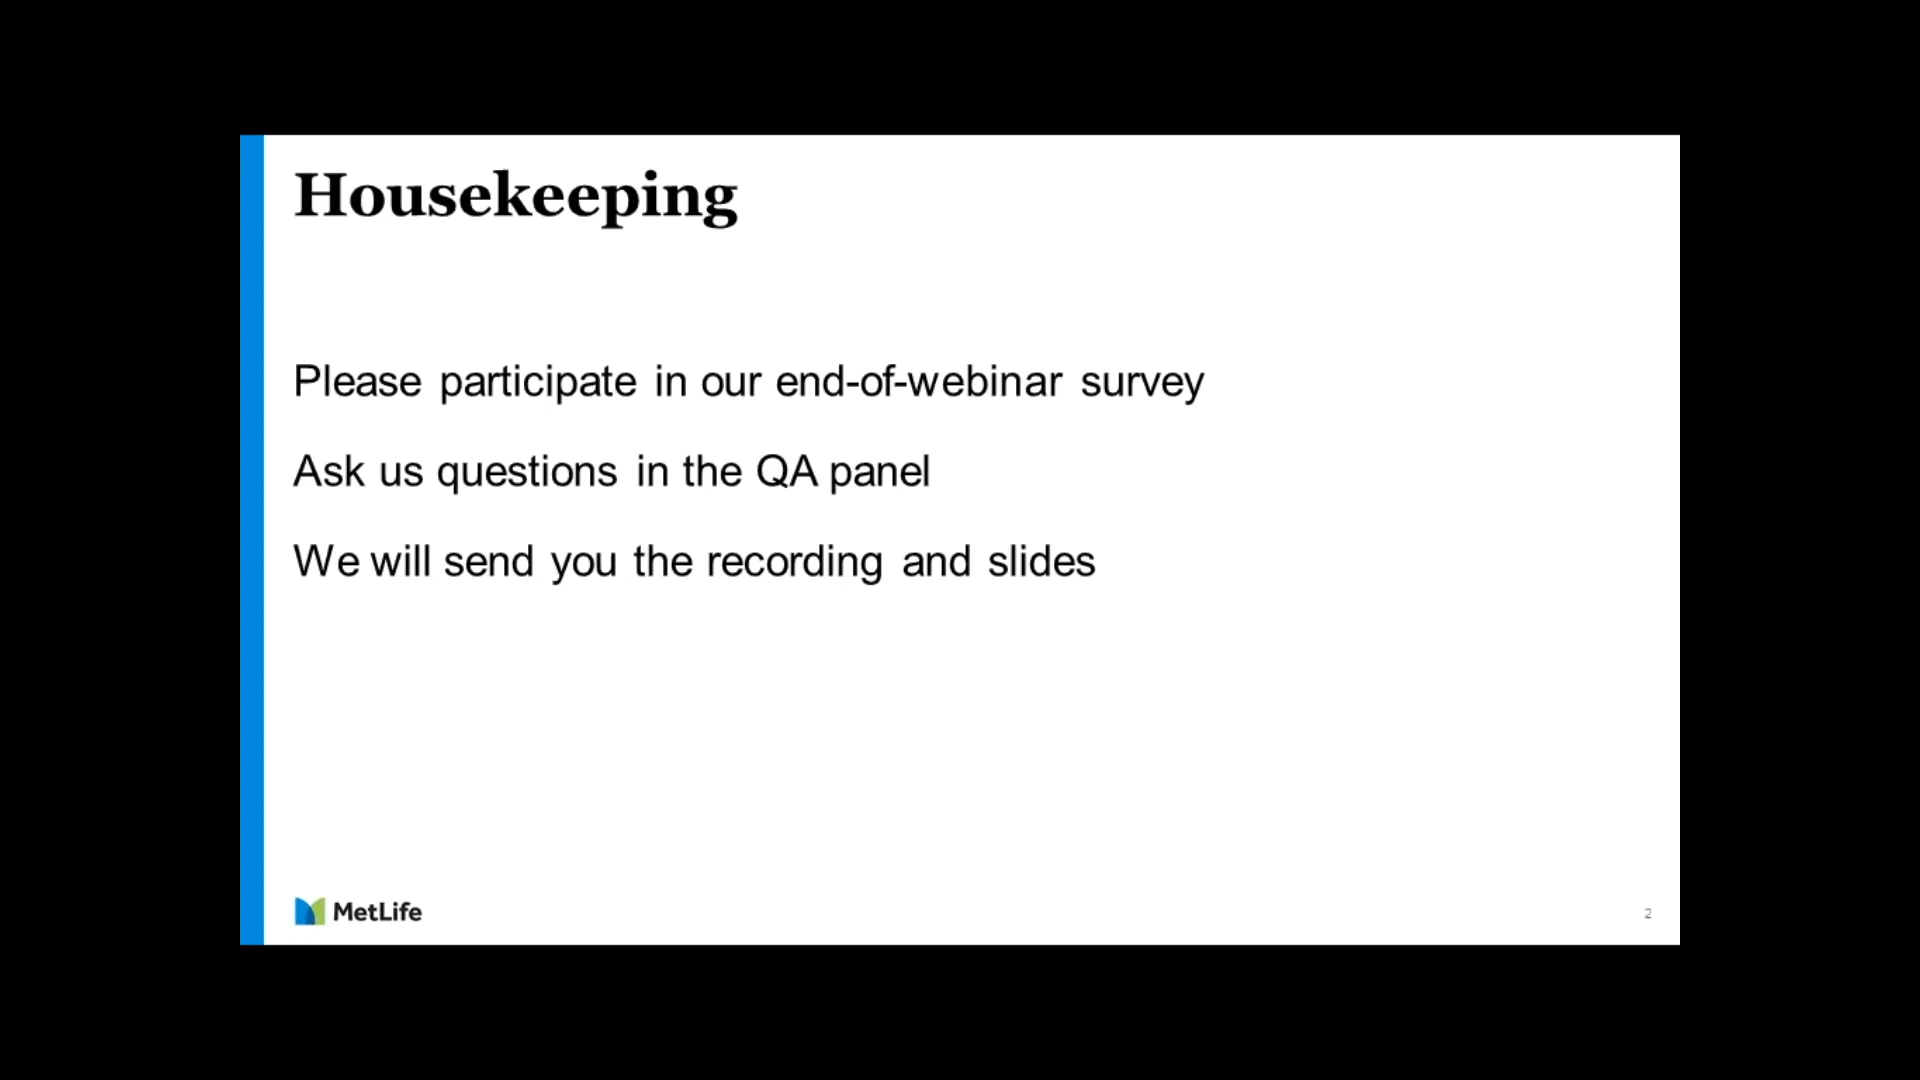 Housekeeping
Please participate in our end-of-webinar survey
Ask us questions in the QA panel
We will send you the recording and slides
MetLife
2